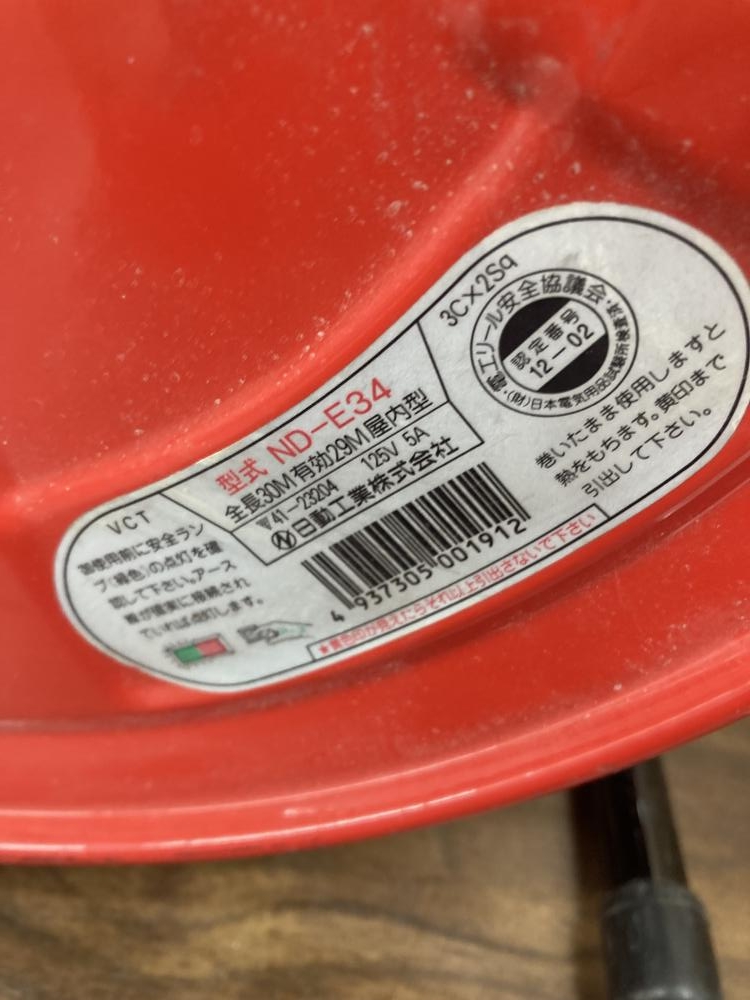 3C×2Sq
電工リール安全協議会
認定番号
12-02
(財)日本電気用品試験所検査済
型式 ND-E34
全長30M有効29M屋内型
〒41-23204 125V 5A
日動工業株式会社
4 937305 001912
巻いたまま使用しますと
熱をもちます。黄印まで
引出して下さい。
VCT
使用前に安全ラン
プ(緑色)の点灯を確
認して下さい。アース
線が確実に接続され
ていれば点灯します。
★黄色印が見えたらそれ以上引出さないで下さい